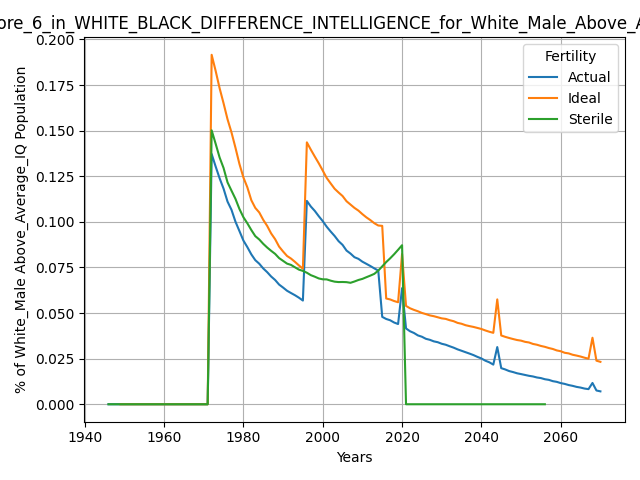 ore_6_in_WHITE_BLACK_DIFFERENCE_INTELLIGENCE_for_White_Male_Above_A
% of White_Male Above_Average_IQ Population
0.200
0.175
0.150
0.125
0.100
0.075
0.050
0.025
0.000
Fertility
Actual
Ideal
Sterile
1940 1960 1980 2000 2020 2040 2060
Years